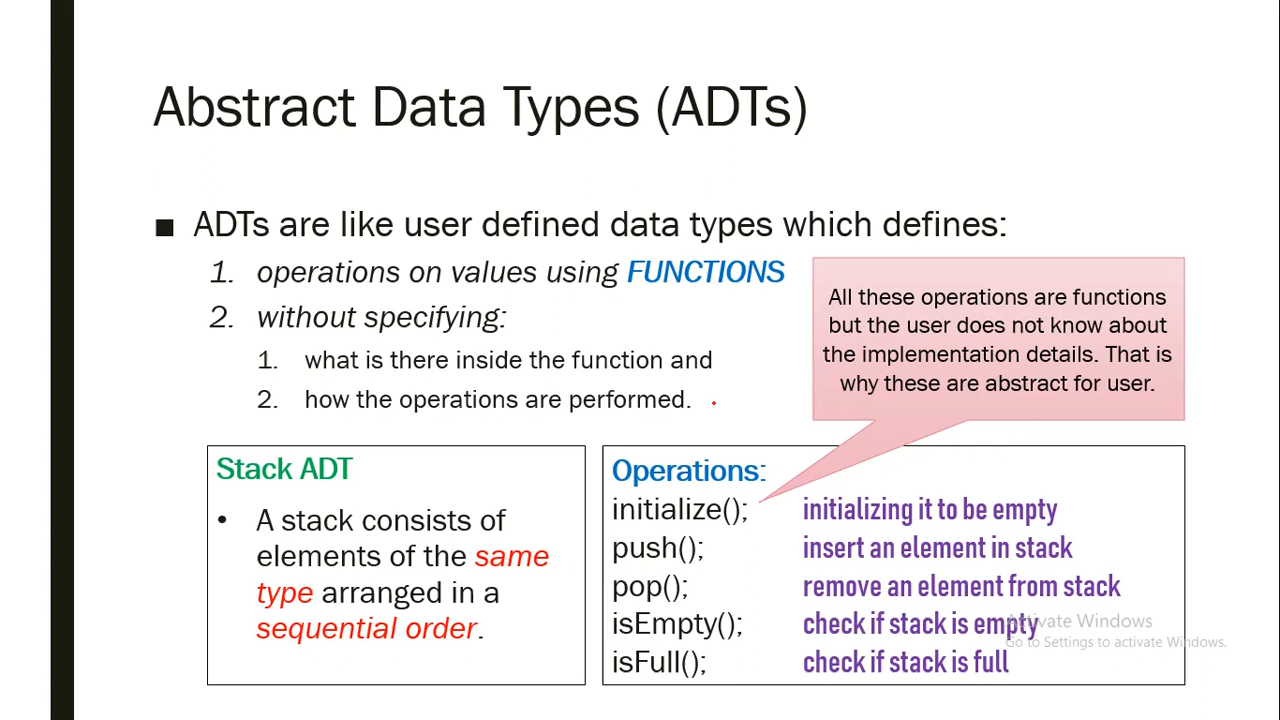 Abstract Data Types (ADTs)
■ ADTs are like user defined data types which defines:
1. operations on values using FUNCTIONS
2. without specifying:
1. what is there inside the function and
2. how the operations are performed.
All these operations are functions
but the user does not know about
the implementation details. That is
why these are abstract for user.
Stack ADT
• A stack consists of
elements of the same
type arranged in a
sequential order.
Operations:
initialize(); initializing it to be empty
push(); insert an element in stack
pop(); remove an element from stack
isEmpty(); check if stack is empty
isFull(); check if stack is full
Activate Windows
Go to Settings to activate Windows.